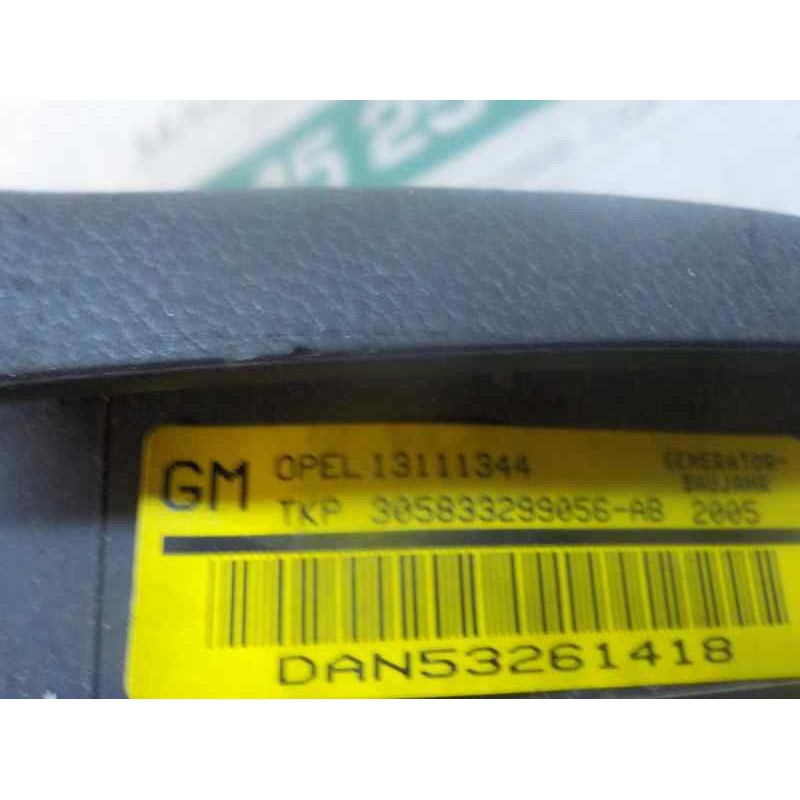 GM OPEL 13111344 GENERATOR-
BAUJAHR
TKP 305833299056-AB 2005
DAN53261418